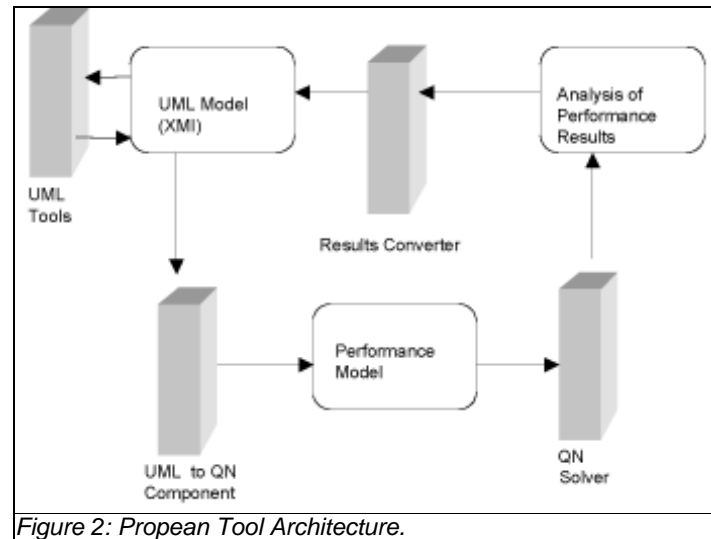 UML Model
(XMI)
Analysis of
Performance
Results
UML
Tools
Results Converter
Performance
Model
UML to QN
Component
QN
Solver
Figure 2: Propean Tool Architecture.